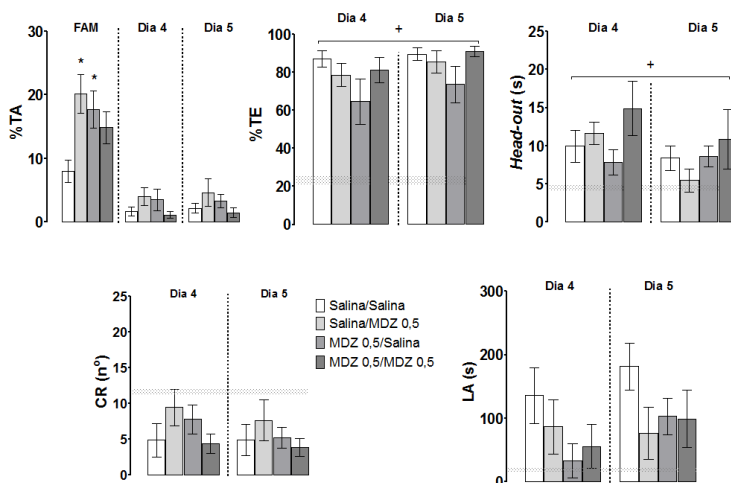 FAM Dia 4 Dia 5
30
20
10
0
%TA
* *
Dia 4 Dia 5
+
100
80
60
40
20
0
%TE
Dia 4 Dia 5
+
25
20
15
10
5
0
Head-out (s)
Dia 4 Dia 5
25
20
15
10
5
0
CR (nº)
Salina/Salina
Salina/MDZ 0,5
MDZ 0,5/Salina
MDZ 0,5/MDZ 0,5
Dia 4 Dia 5
300
200
100
0
LA (s)